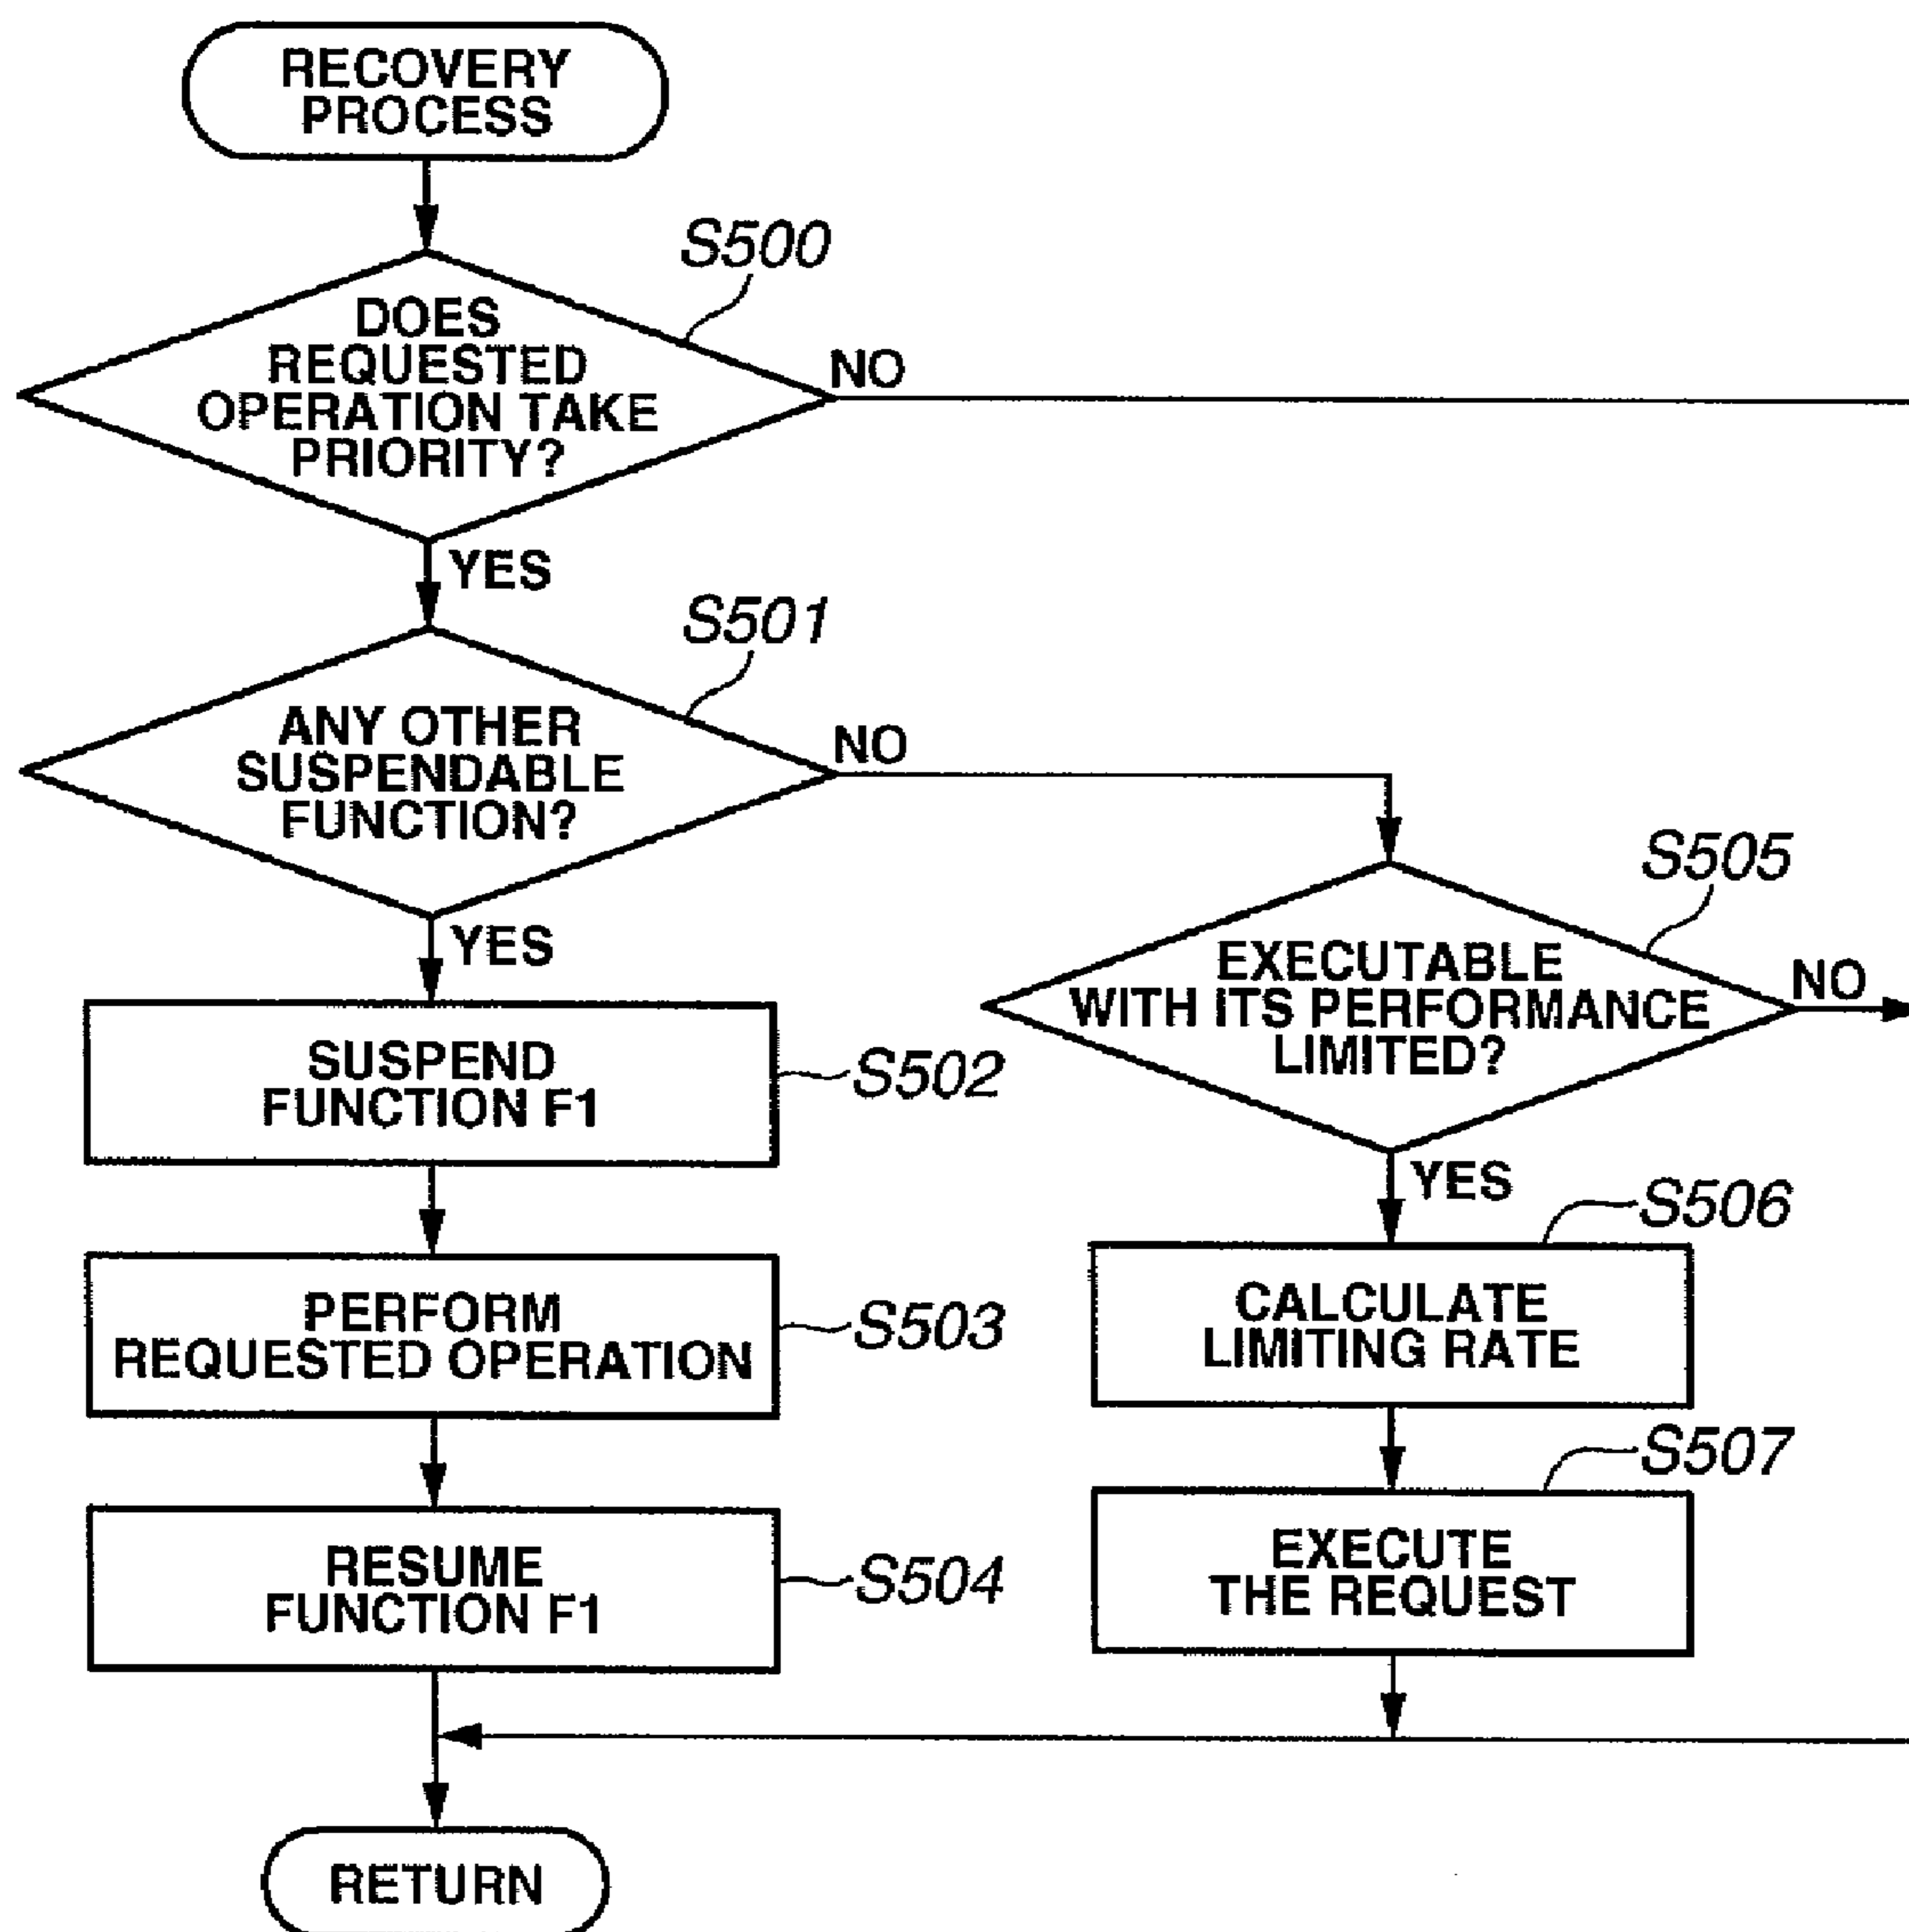 RECOVERY
PROCESS
S500
DOES
REQUESTED
OPERATION TAKE
PRIORITY?
NO
YES
S501
ANY OTHER
SUSPENDABLE
FUNCTION?
NO
YES
S505
EXECUTABLE
WITH ITS PERFORMANCE
LIMITED?
NO
YES
SUSPEND
FUNCTION F1
S502
S506
CALCULATE
LIMITING RATE
PERFORM
REQUESTED OPERATION
S503
S507
EXECUTE
THE REQUEST
RESUME
FUNCTION F1
S504
RETURN